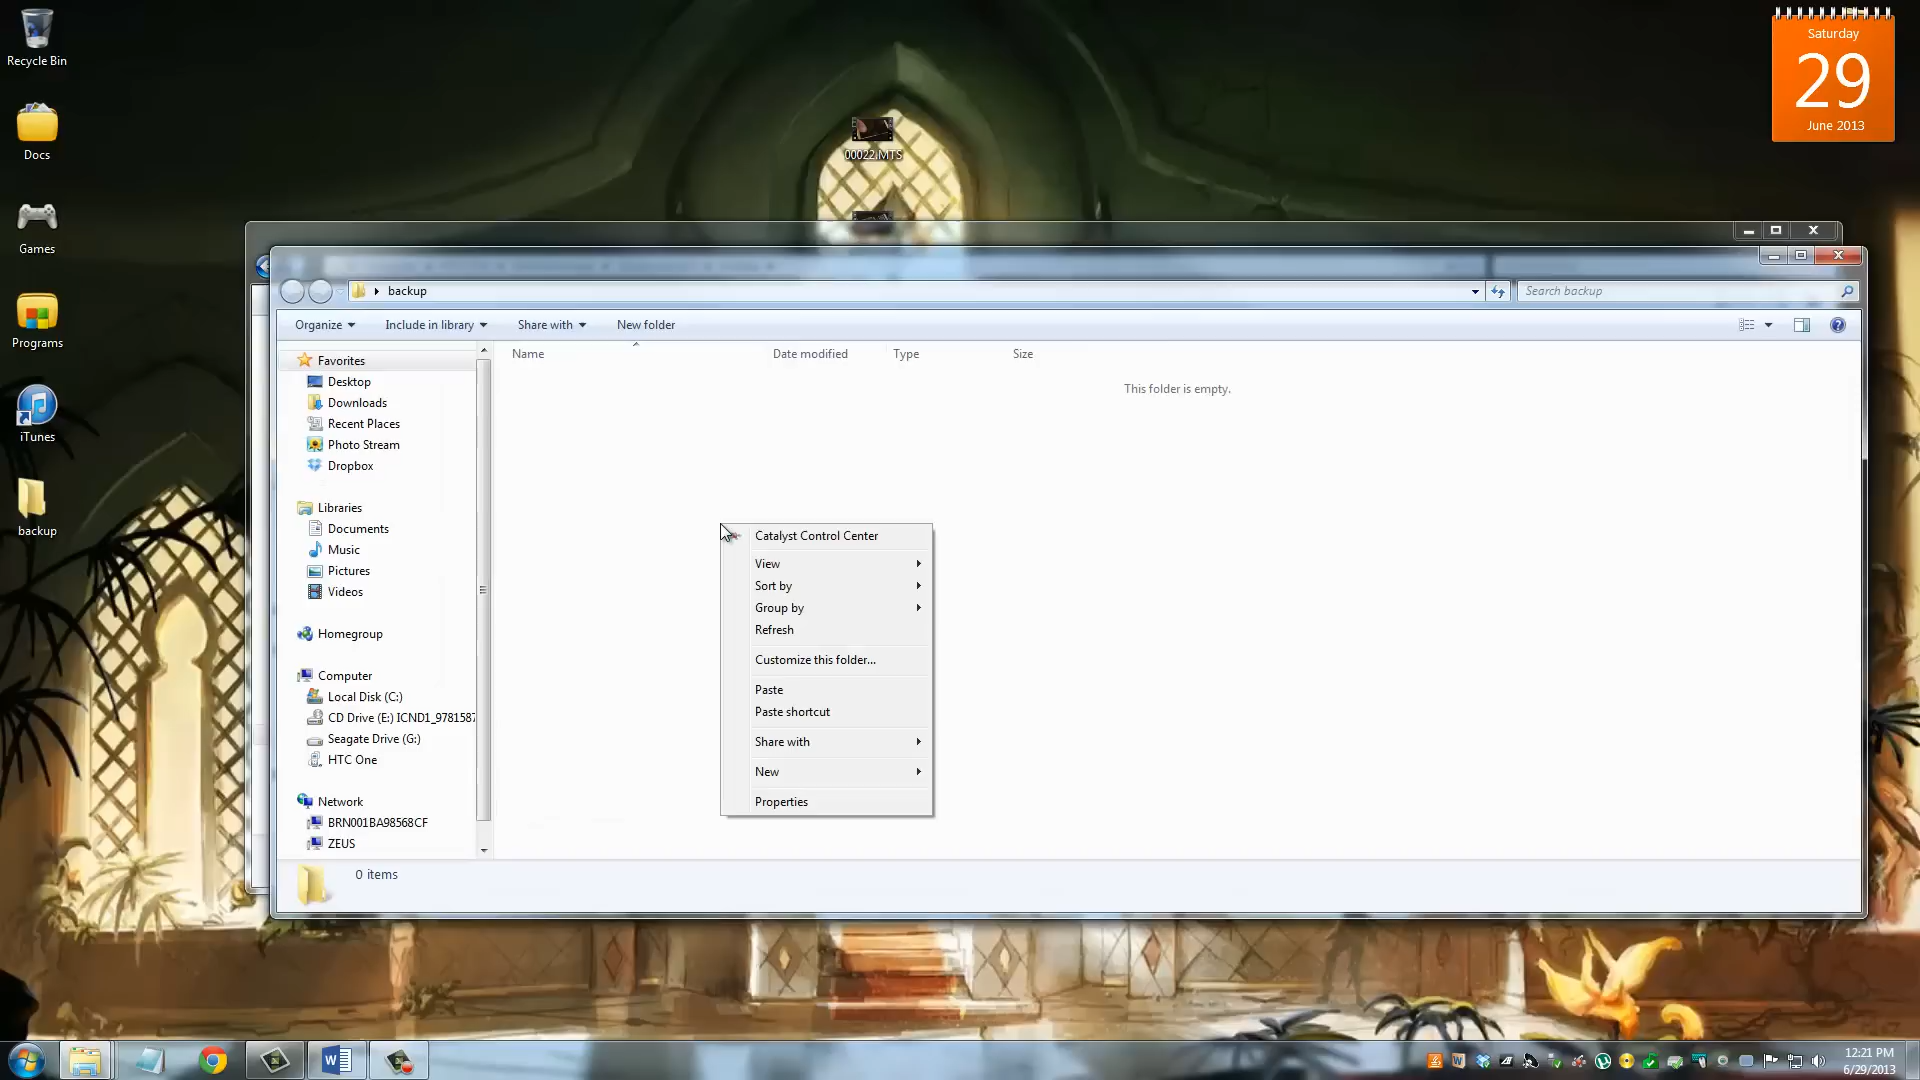 Recycle Bin
Docs
Games
Programs
iTunes
backup
00022.MTS
Saturday
29
June 2013
backup
Search backup
Organize
Include in library
Share with
New folder
Name
Date modified
Type
Size
This folder is empty.
Favorites
Desktop
Downloads
Recent Places
Photo Stream
Dropbox
Libraries
Documents
Music
Pictures
Videos
Homegroup
Computer
Local Disk (C:)
CD Drive (E:) ICND1_9781587
Seagate Drive (G:)
HTC One
Network
BRN001BA98568CF
ZEUS
Catalyst Control Center
View
Sort by
Group by
Refresh
Customize this folder...
Paste
Paste shortcut
Share with
New
Properties
0 items
12:21 PM
6/29/2013